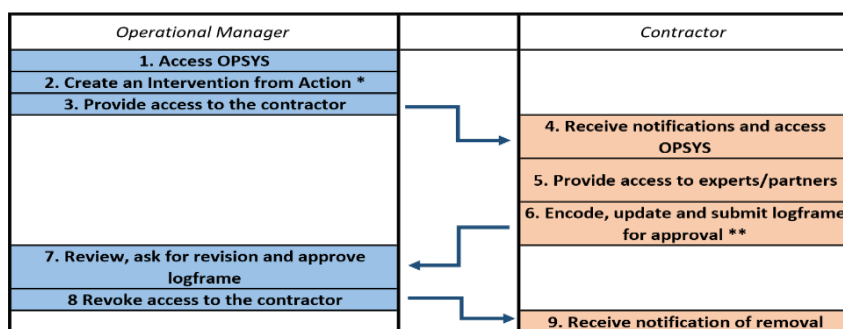 Operational Manager
Contractor
1. Access OPSYS
2. Create an Intervention from Action *
3. Provide access to the contractor
4. Receive notifications and access
OPSYS
5. Provide access to experts/partners
6. Encode, update and submit logframe
for approval **
7. Review, ask for revision and approve
logframe
8 Revoke access to the contractor
9. Receive notification of removal